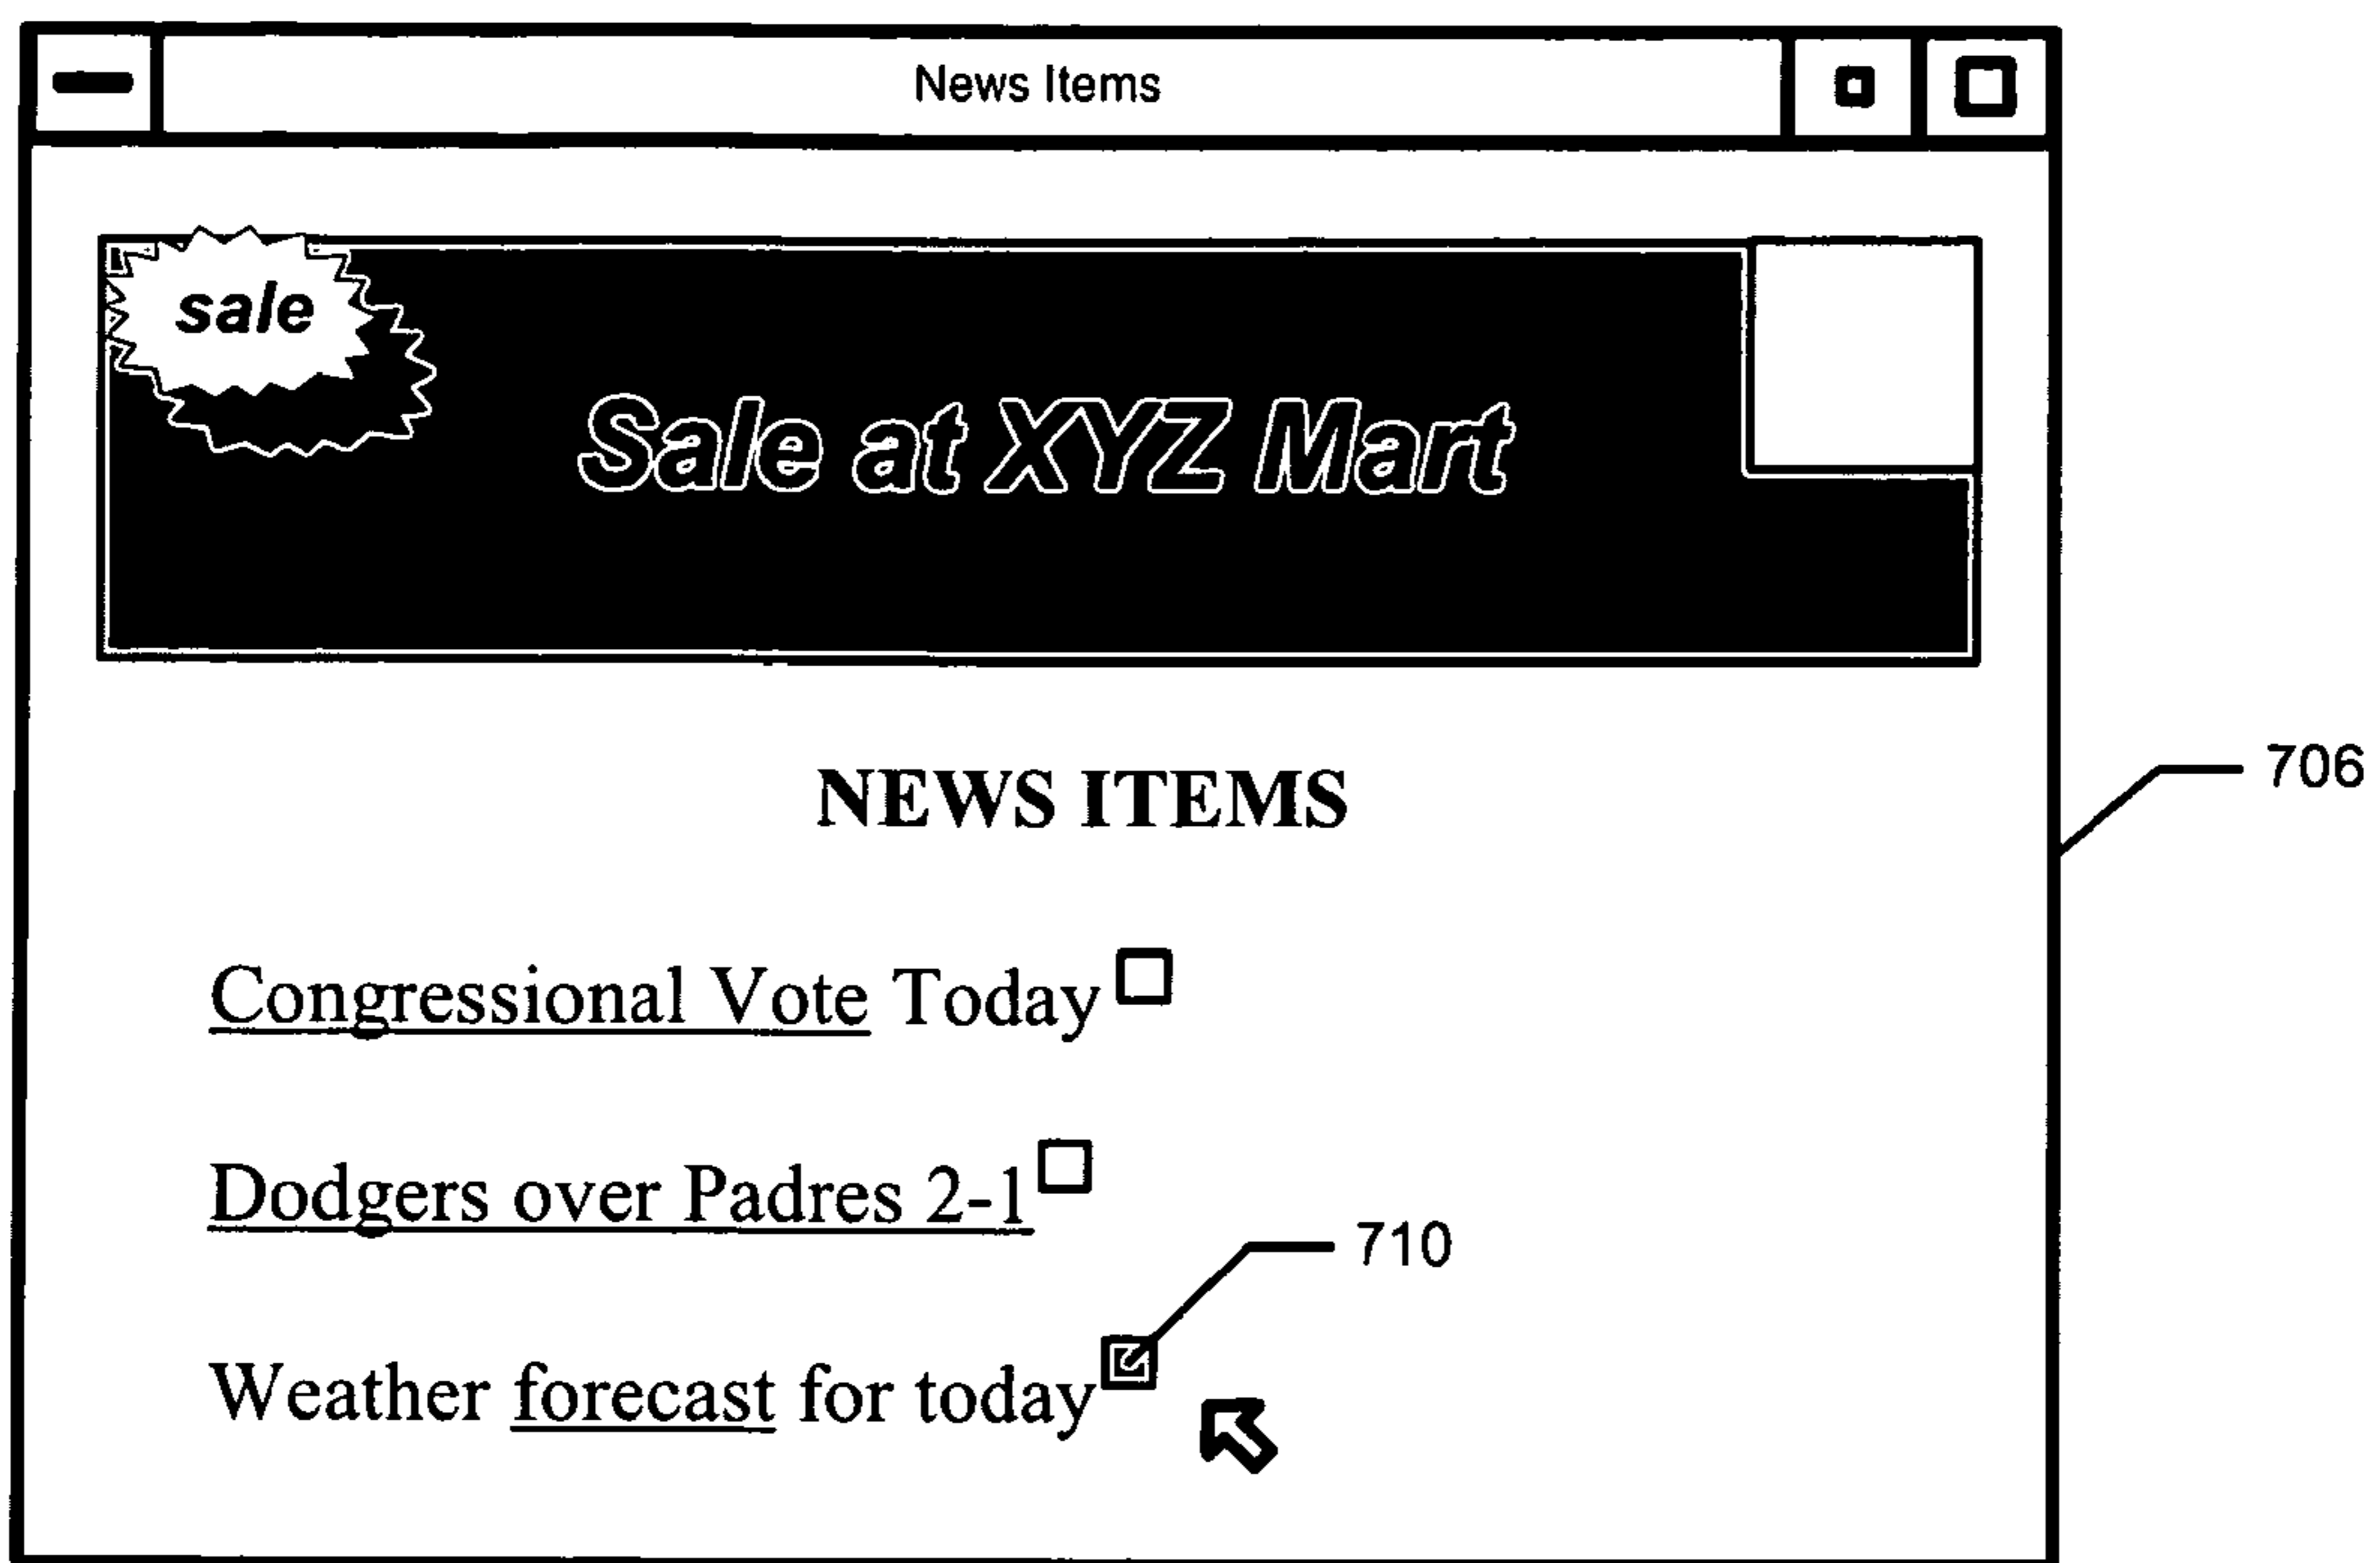 News Items
sale
Sale at XYZ Mart
NEWS ITEMS
706
Congressional Vote Today
Dodgers over Padres 2-1
710
Weather forecast for today